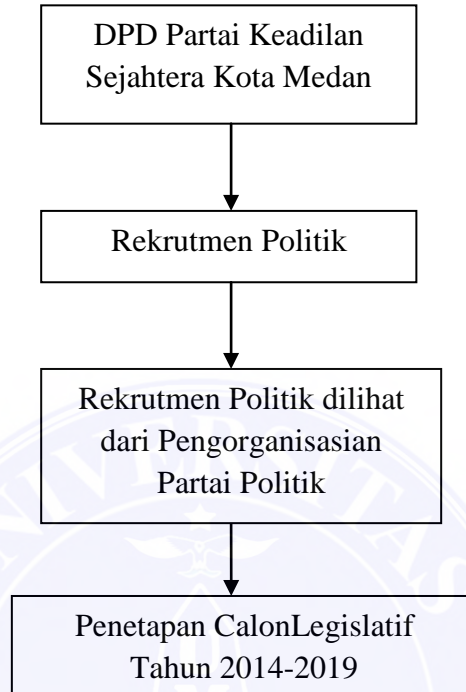 DPD Partai Keadilan
Sejahtera Kota Medan
Rekrutmen Politik
Rekrutmen Politik dilihat
dari Pengorganisasian
Partai Politik
Penetapan CalonLegislatif
Tahun 2014-2019
UNIVERSITAS